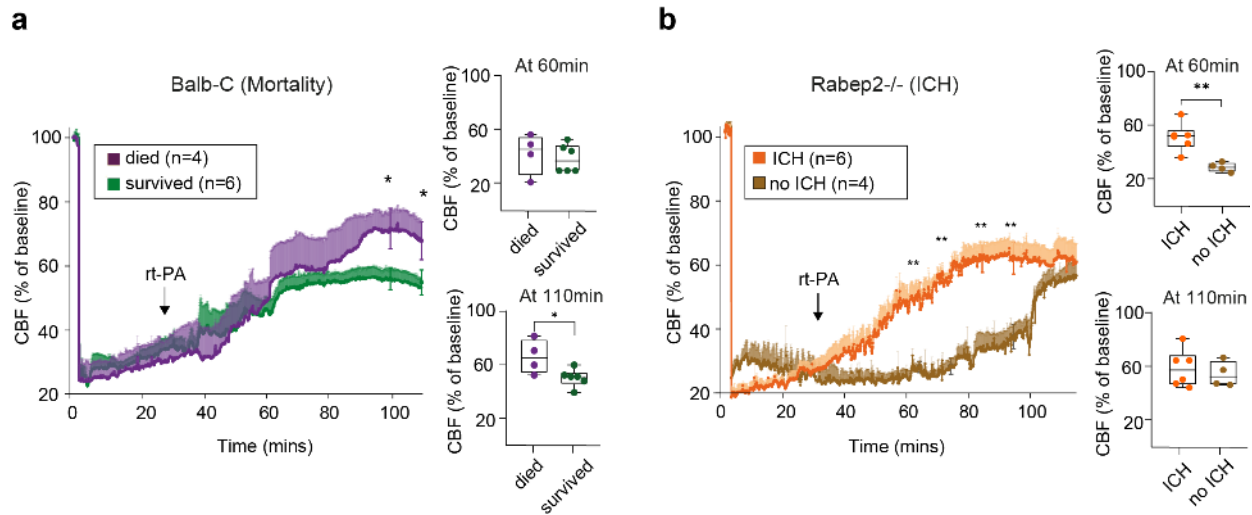 a
Balb-C (Mortality)
CBF (% of baseline)
100
80
60
40
20
died (n=4)
survived (n=6)
rt-PA
*
*
0
20
40
60
80
100
Time (mins)
At 60min
CBF (% of baseline)
100
60
20
died
survived
At 110min
CBF (% of baseline)
100
60
20
*
died
survived
b
Rabep2-/- (ICH)
CBF (% of baseline)
100
80
60
40
20
ICH (n=6)
no ICH (n=4)
rt-PA
**
**
**
**
0
20
40
60
80
100
Time (mins)
At 60min
CBF (% of baseline)
100
60
20
**
ICH
no ICH
At 110min
CBF (% of baseline)
100
60
20
ICH
no ICH